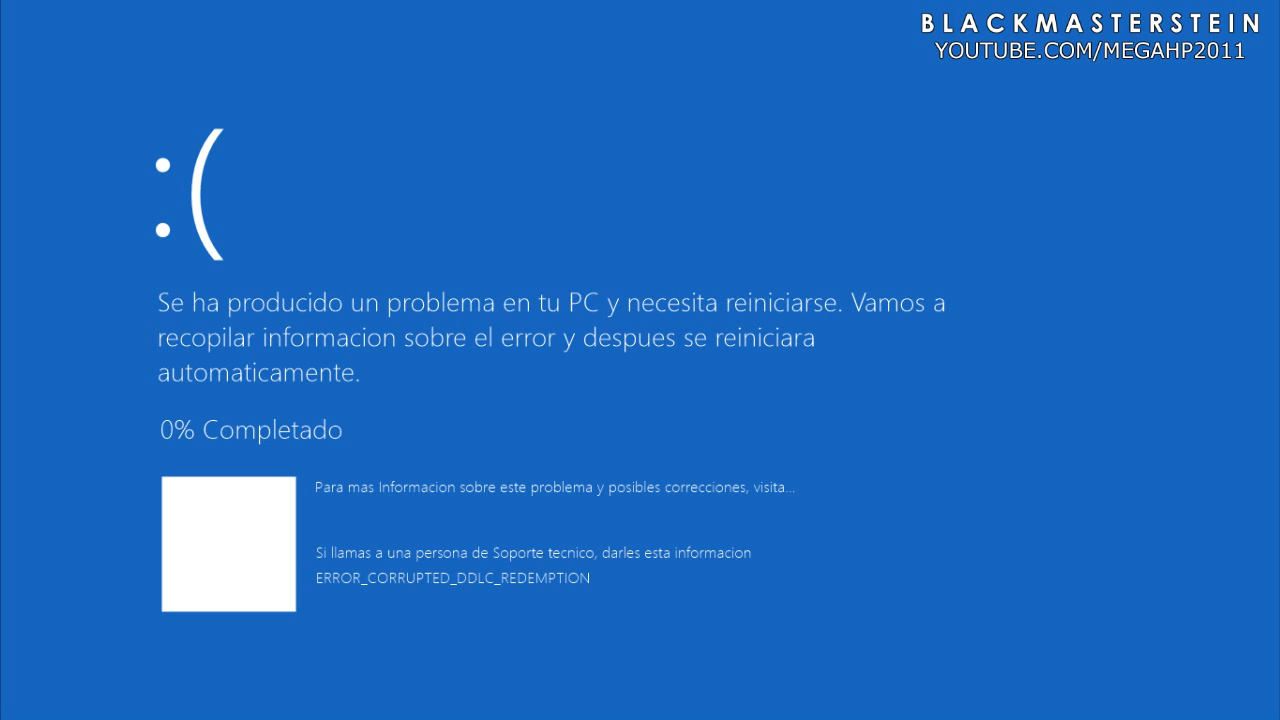 BLACKMASTERSTEIN
YOUTUBE.COM/MEGAHP2011
:(
Se ha producido un problema en tu PC y necesita reiniciarse. Vamos a
recopilar informacion sobre el error y despues se reiniciara
automaticamente.
0% Completado
Para mas Informacion sobre este problema y posibles correcciones, visita...
Si llamas a una persona de Soporte tecnico, darles esta informacion
ERROR_CORRUPTED_DDLC_REDEMPTION